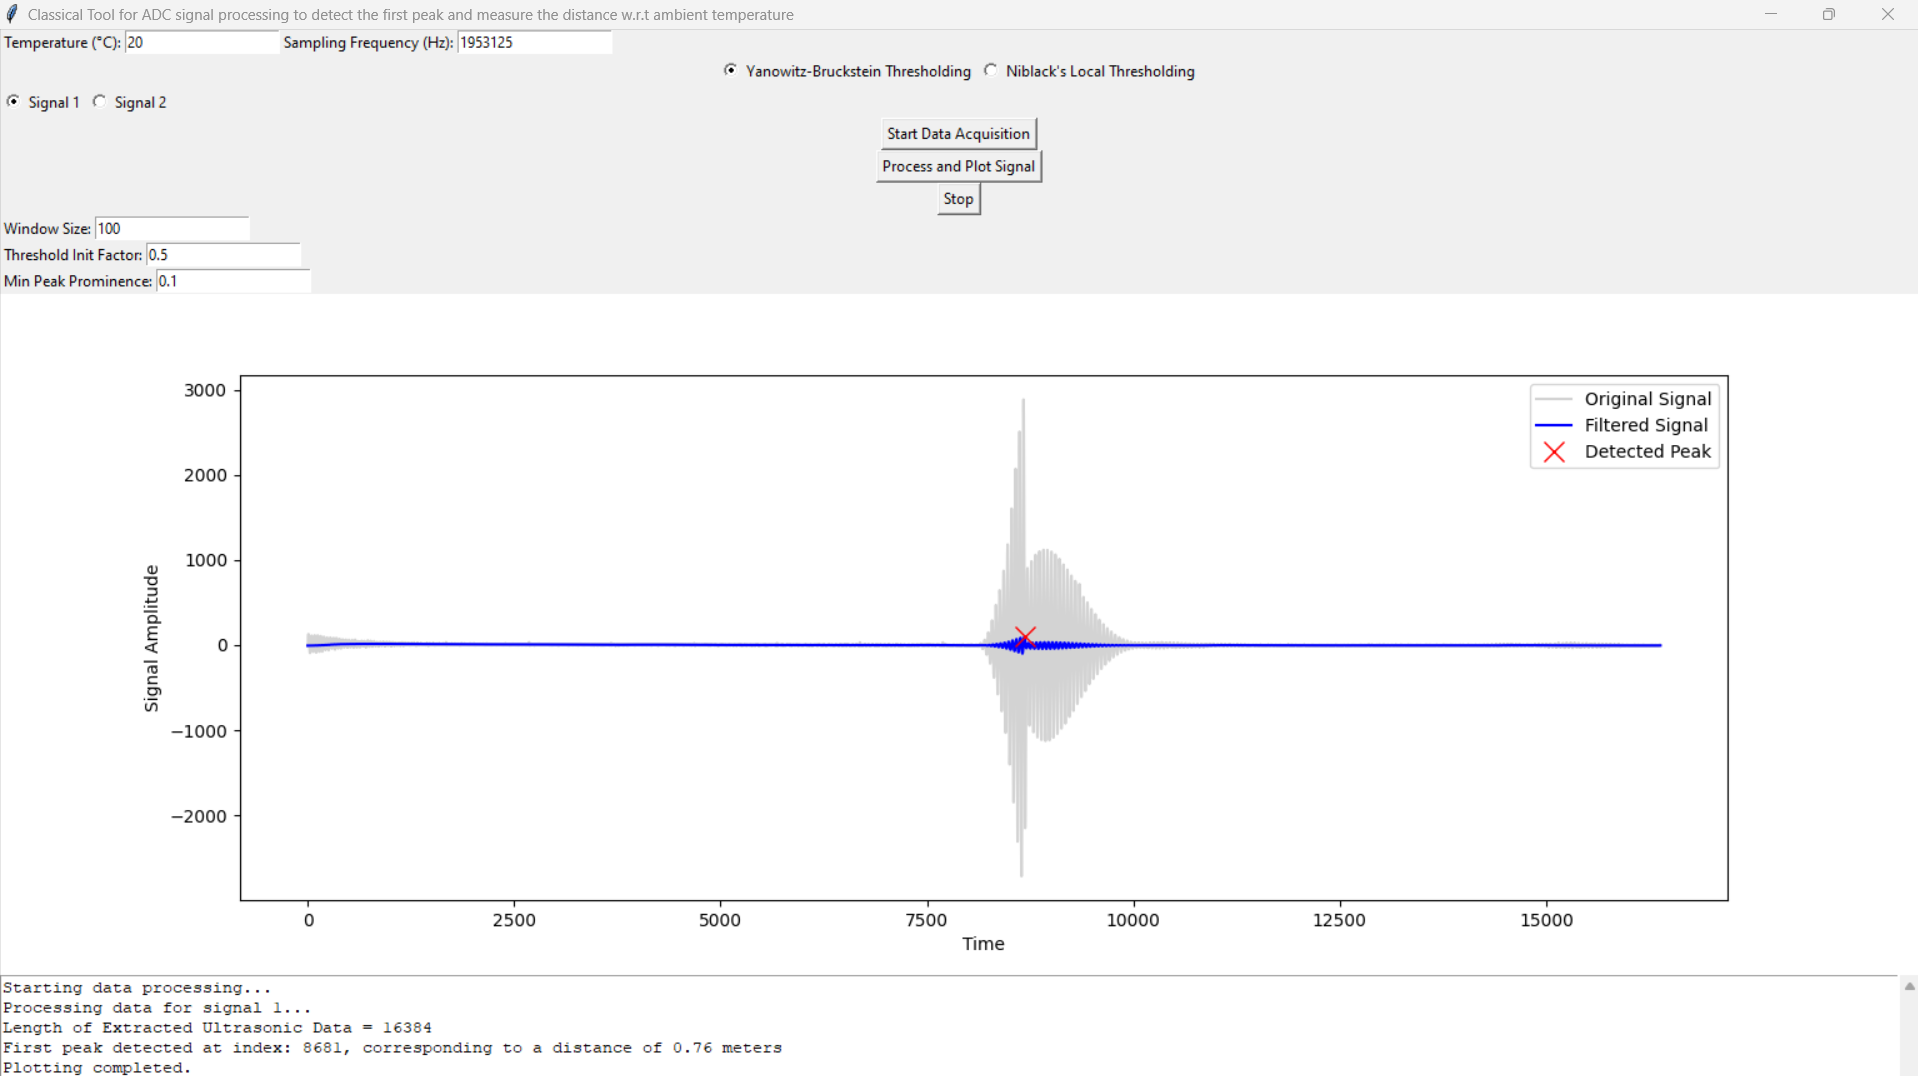 Classical Tool for ADC signal processing to detect the first peak and measure the distance w.r.t ambient temperature
Temperature (°C): 20 Sampling Frequency (Hz): 1953125
Yanowitz-Bruckstein Thresholding Niblack's Local Thresholding
Signal 1 Signal 2
Start Data Acquisition
Process and Plot Signal
Stop
Window Size: 100
Threshold Init Factor: 0.5
Min Peak Prominence: 0.1
3000
2000
1000
0
−1000
−2000
Signal Amplitude
Original Signal
Filtered Signal
Detected Peak
0 2500 5000 7500 10000 12500 15000
Time
Starting data processing...
Processing data for signal 1...
Length of Extracted Ultrasonic Data = 16384
First peak detected at index: 8681, corresponding to a distance of 0.76 meters
Plotting completed.